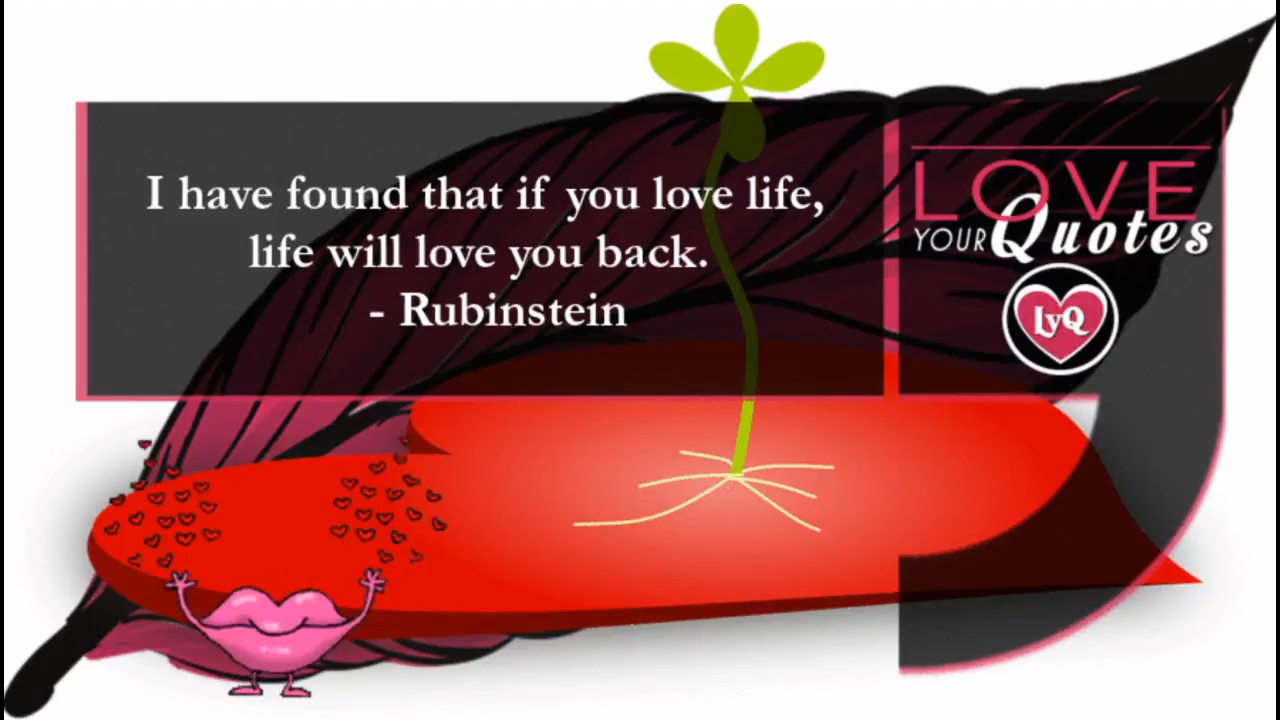 I have found that if you love life,
life will love you back.
- Rubinstein
LOVE
YOUR Quotes
LyQ